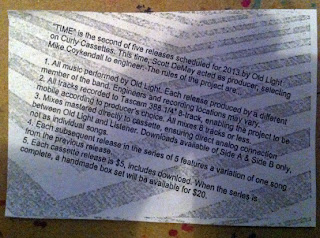 "TIME" is the second of five releases scheduled for 2013 by Old Light
on Curly Cassettes. This time, Scott DeMay acted as producer, selecting
Mike Coykendall to engineer. The rules of the project are:
1. All music performed by Old Light. Each release produced by a different
member of the band. Engineers and recording locations may vary.
2. All tracks recorded to Tascam 388 1/4" 8-track, enabling the project to be
mobile according to producer's choice. All mixes 8 tracks or less.
3. Mixes mastered directly to cassette, ensuring direct analog connection
between Old Light and Listener. Downloads available of Side A & Side B only,
not as individual songs.
4. Each subsequent release in the series of 5 features a variation of one song
from the previous release.
5. Each cassette release is $5, includes download. When the series is
complete, a handmade box set will be available for $20.